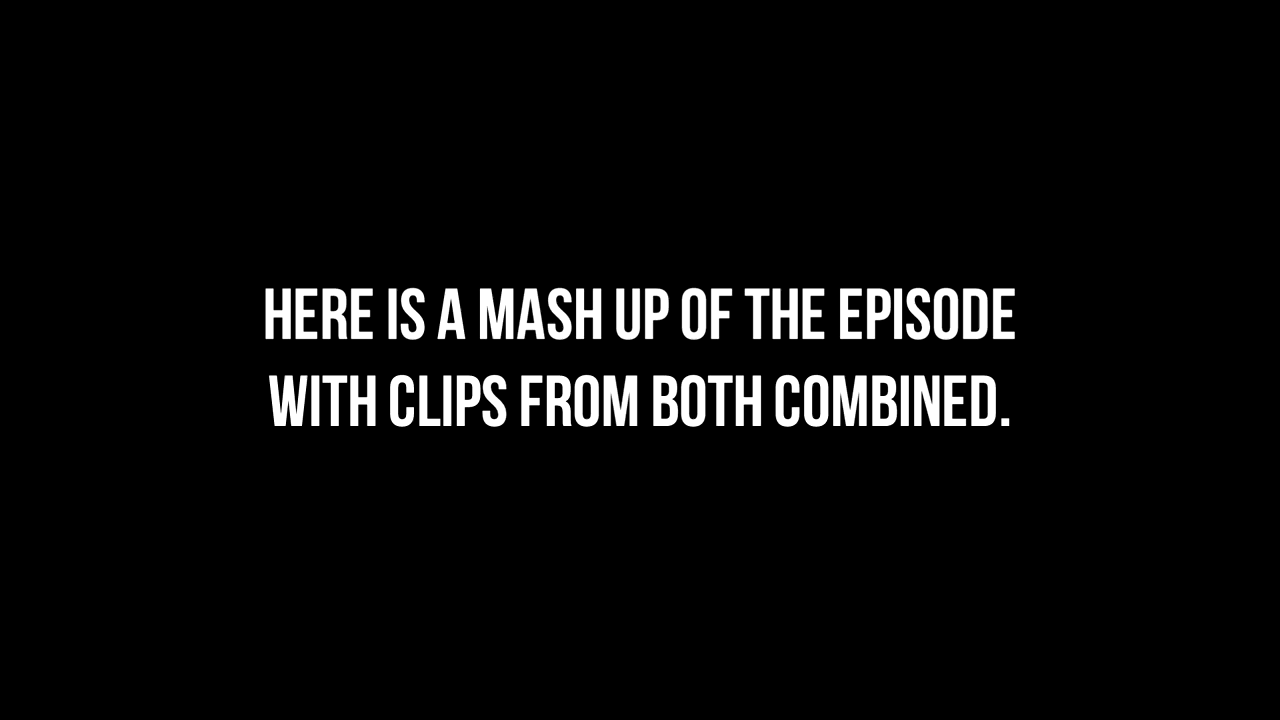 HERE IS A MASH UP OF THE EPISODE
WITH CLIPS FROM BOTH COMBINED.